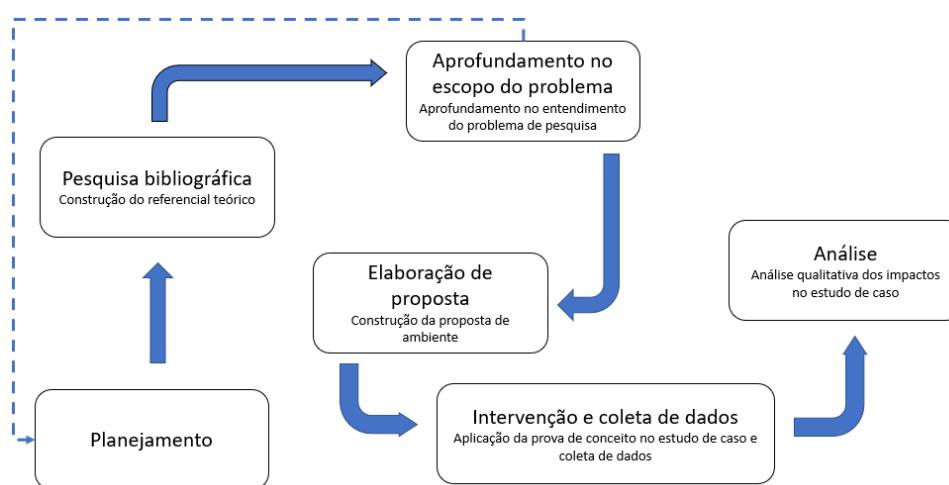 Aprofundamento no
escopo do problema
Aprofundamento no entendimento
do problema de pesquisa
Pesquisa bibliográfica
Construção do referencial teórico
Análise
Análise qualitativa dos impactos
no estudo de caso
Elaboração de
proposta
Construção da proposta de
ambiente
Planejamento
Intervenção e coleta de dados
Aplicação da prova de conceito no estudo de caso e
coleta de dados